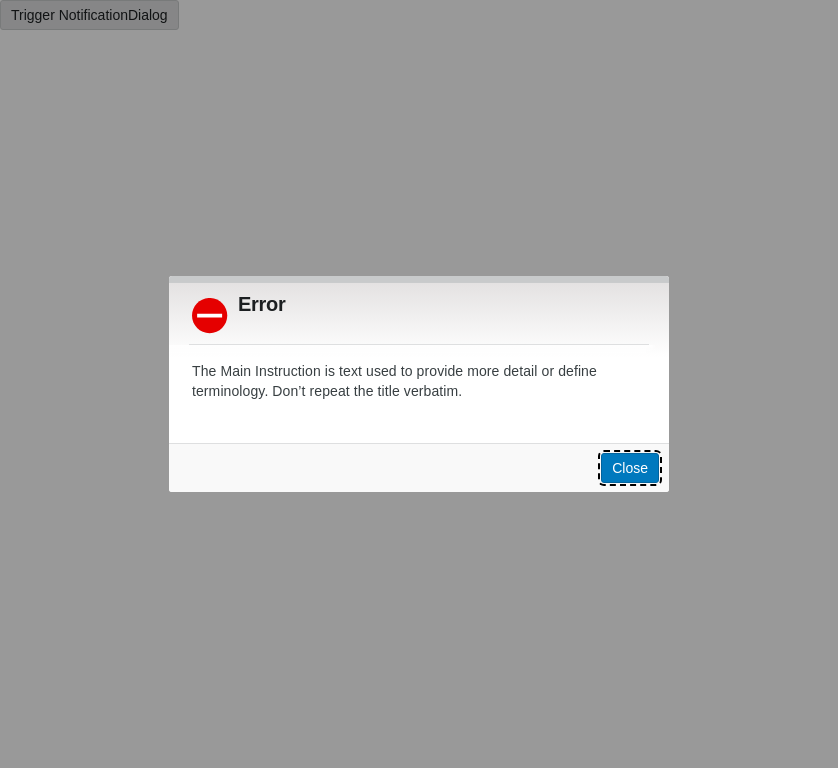 Trigger NotificationDialog
Error
The Main Instruction is text used to provide more detail or define
terminology. Don’t repeat the title verbatim.
Close